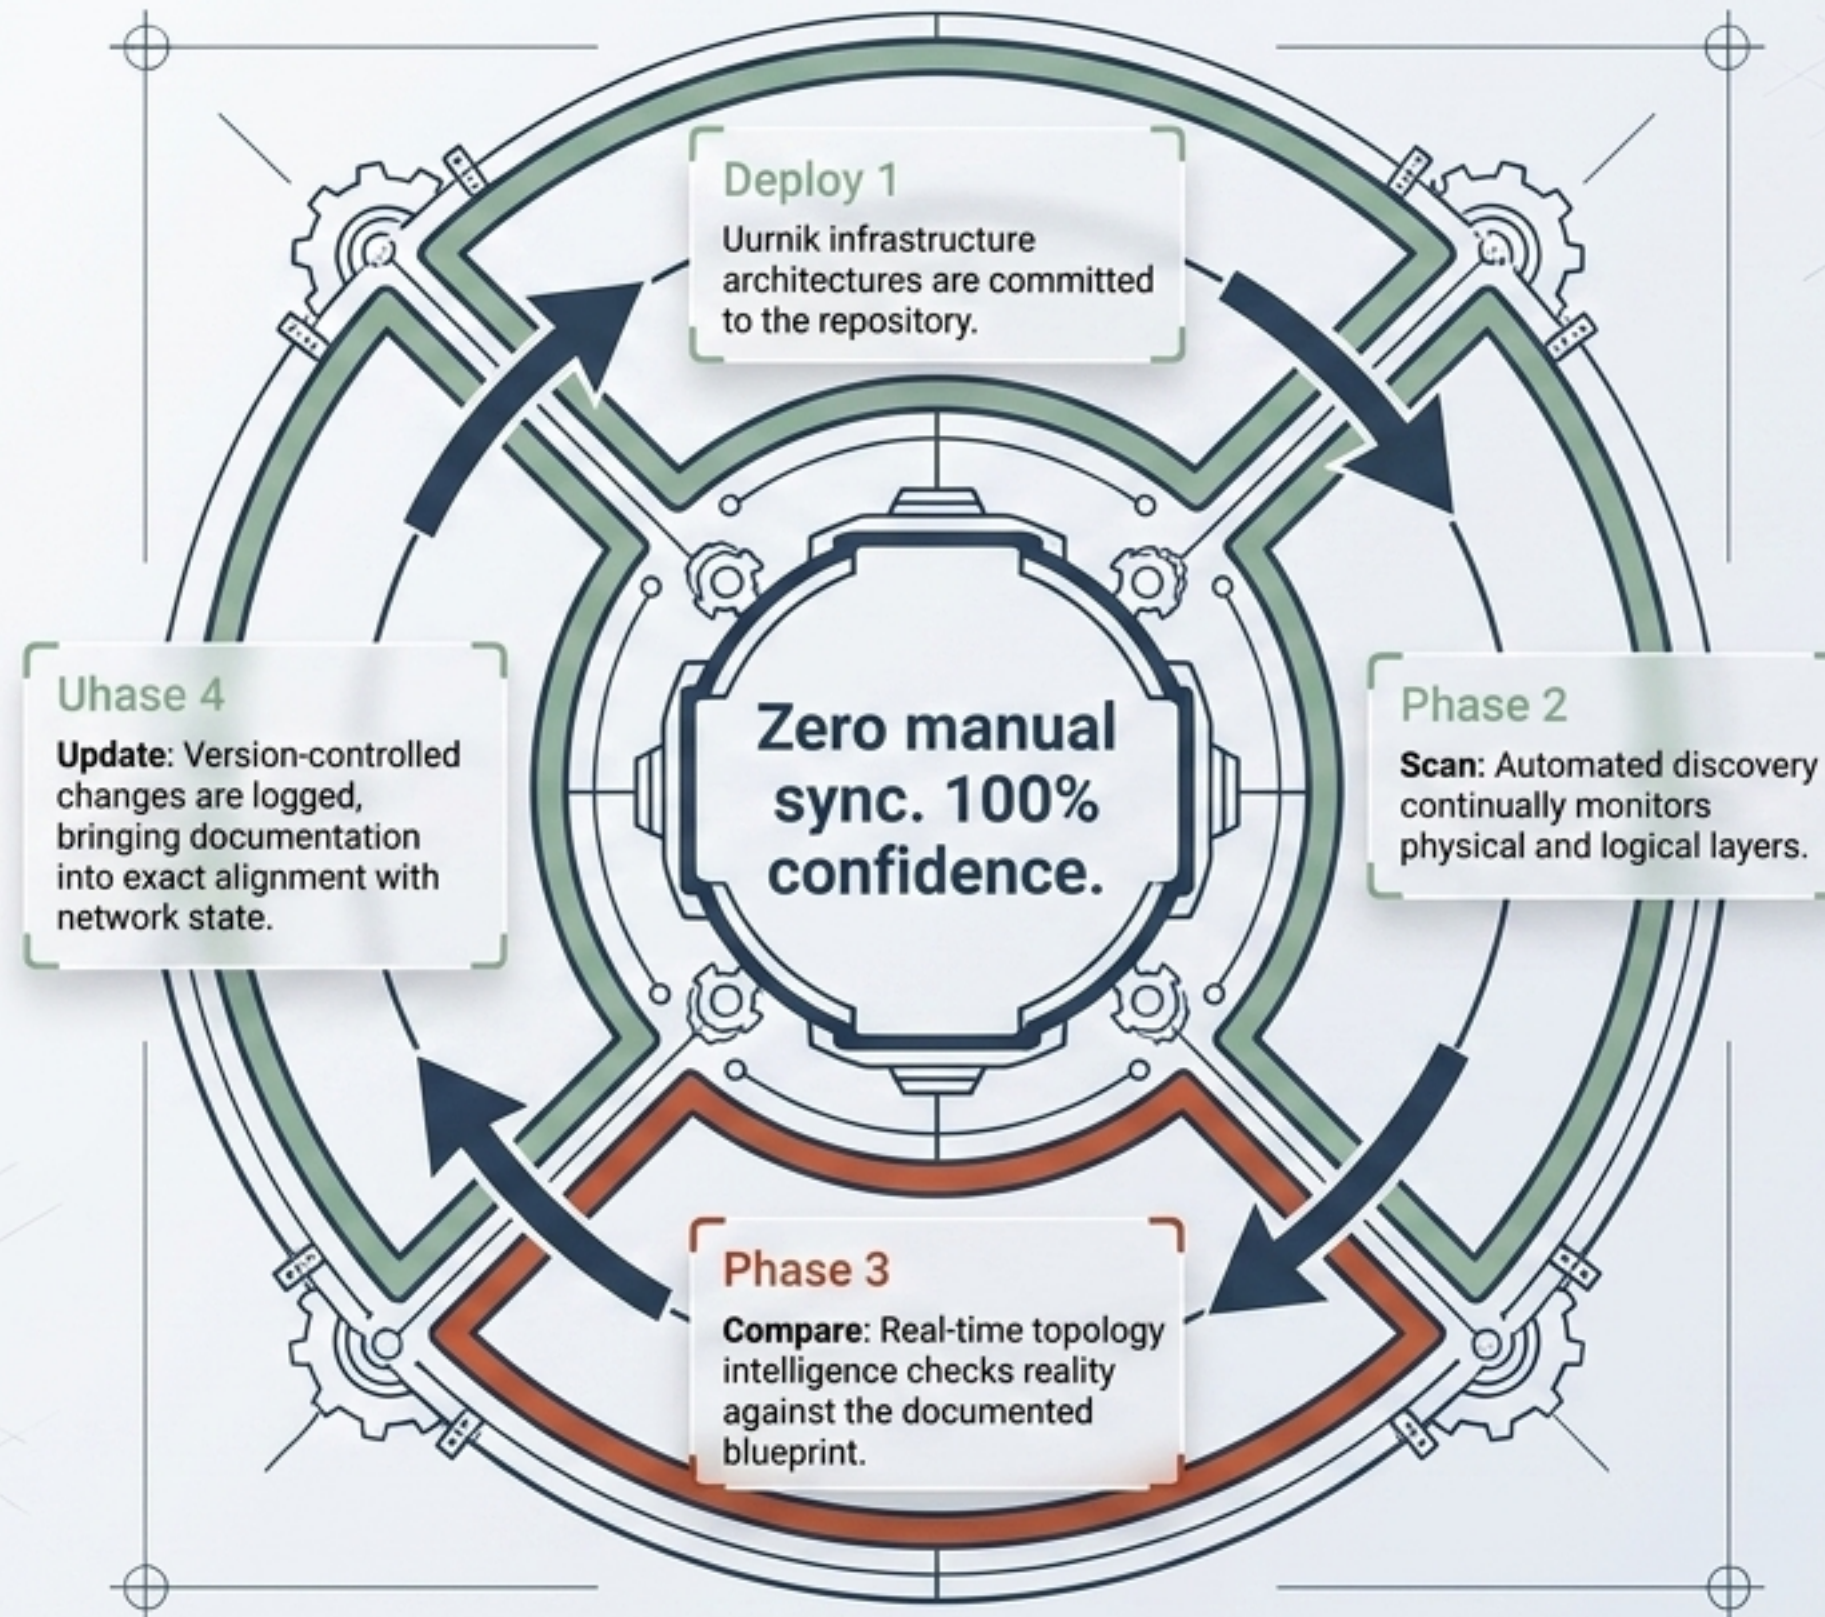 Deploy 1
Uurnik infrastructure
architectures are committed
to the repository.
Uhase 4
Update: Version-controlled
changes are logged,
bringing documentation
into exact alignment with
network state.
Zero manual
sync. 100%
confidence.
Phase 2
Scan: Automated discovery
continually monitors
physical and logical layers.
Phase 3
Compare: Real-time topology
intelligence checks reality
against the documented
blueprint.